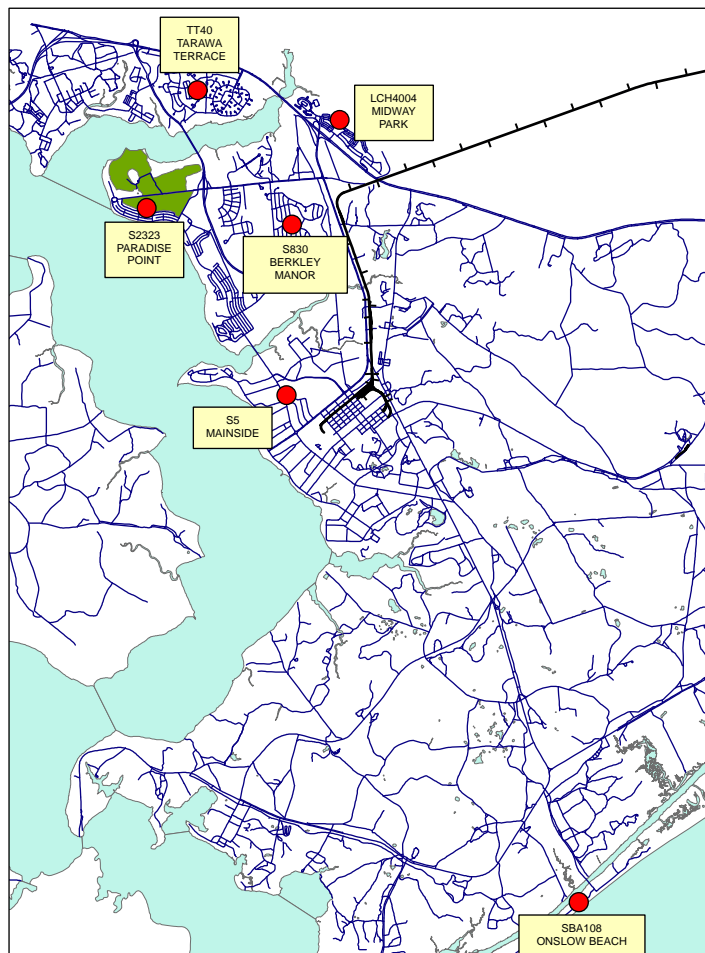 TT40
TARAWA
TERRACE
LCH4004
MIDWAY
PARK
S2323
PARADISE
POINT
S830
BERKLEY
MANOR
S5
MAINSIDE
SBA108
ONSLOW BEACH